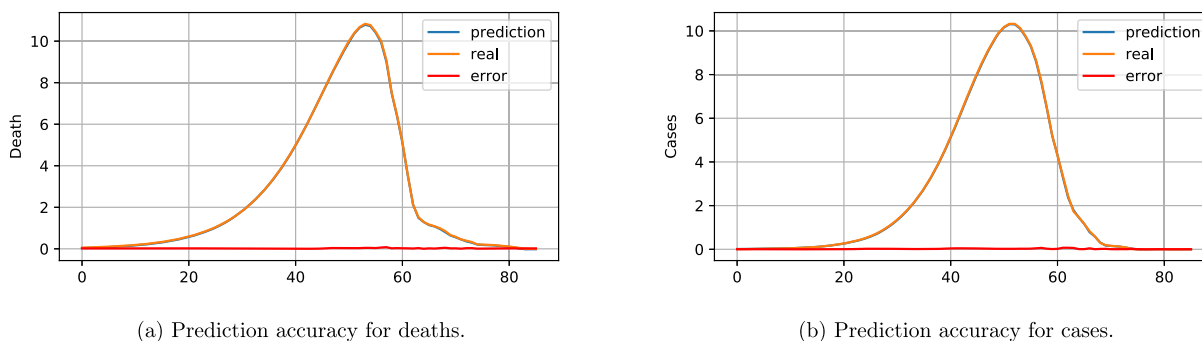 Death
10
8
6
4
2
0
0 20 40 60 80
prediction
real
error
(a) Prediction accuracy for deaths.
Cases
10
8
6
4
2
0
0 20 40 60 80
prediction
real
error
(b) Prediction accuracy for cases.